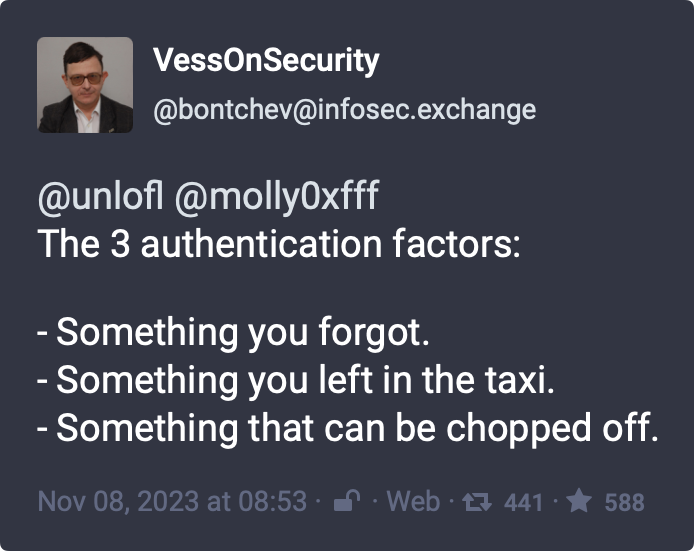 VessOnSecurity
@bontchev@infosec.exchange
@unlofl @molly0xfff
The 3 authentication factors:
- Something you forgot.
- Something you left in the taxi.
- Something that can be chopped off.
Nov 08, 2023 at 08:53 · · Web · 441 · 588